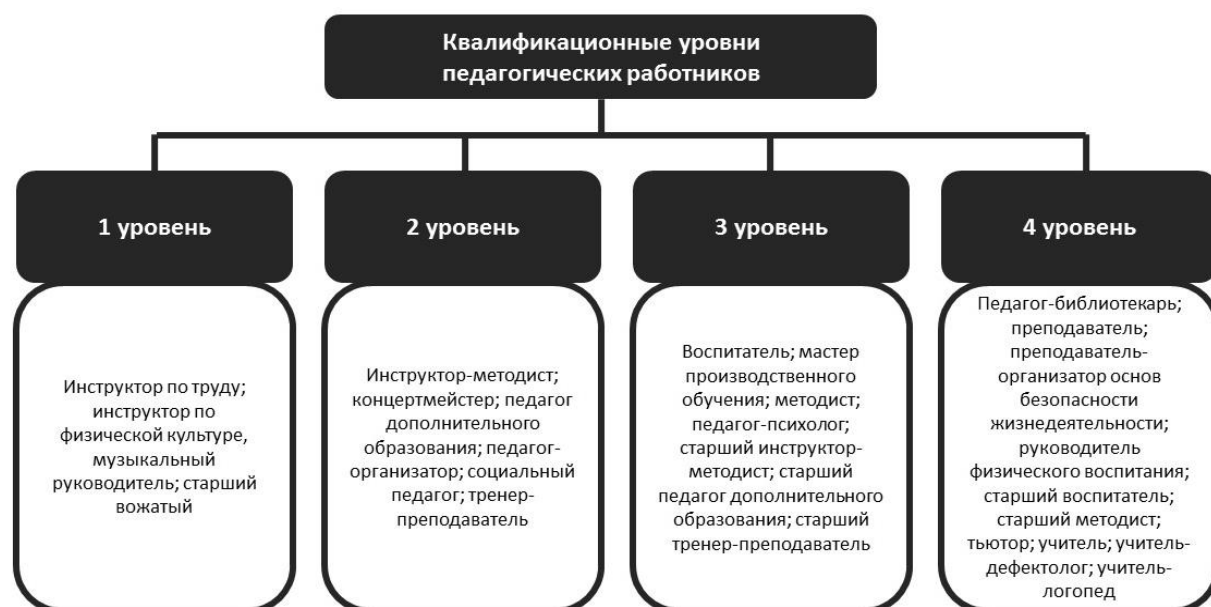 Квалификационные уровни
педагогических работников
1 уровень
2 уровень
3 уровень
4 уровень
Инструктор по труду;
инструктор по
физической культуре,
музыкальный
руководитель; старший
вожатый
Инструктор-методист;
концертмейстер; педагог
дополнительного
образования; педагог-
организатор; социальный
педагог; тренер-
преподаватель
Воспитатель; мастер
производственного
обучения; методист;
педагог-психолог;
старший инструктор-
методист; старший
педагог дополнительного
образования; старший
тренер-преподаватель
Педагог-библиотекарь;
преподаватель;
преподаватель-
организатор основ
безопасности
жизнедеятельности;
руководитель
физического воспитания;
старший воспитатель;
старший методист;
тьютор; учитель; учитель-
дефектолог; учитель-
логопед